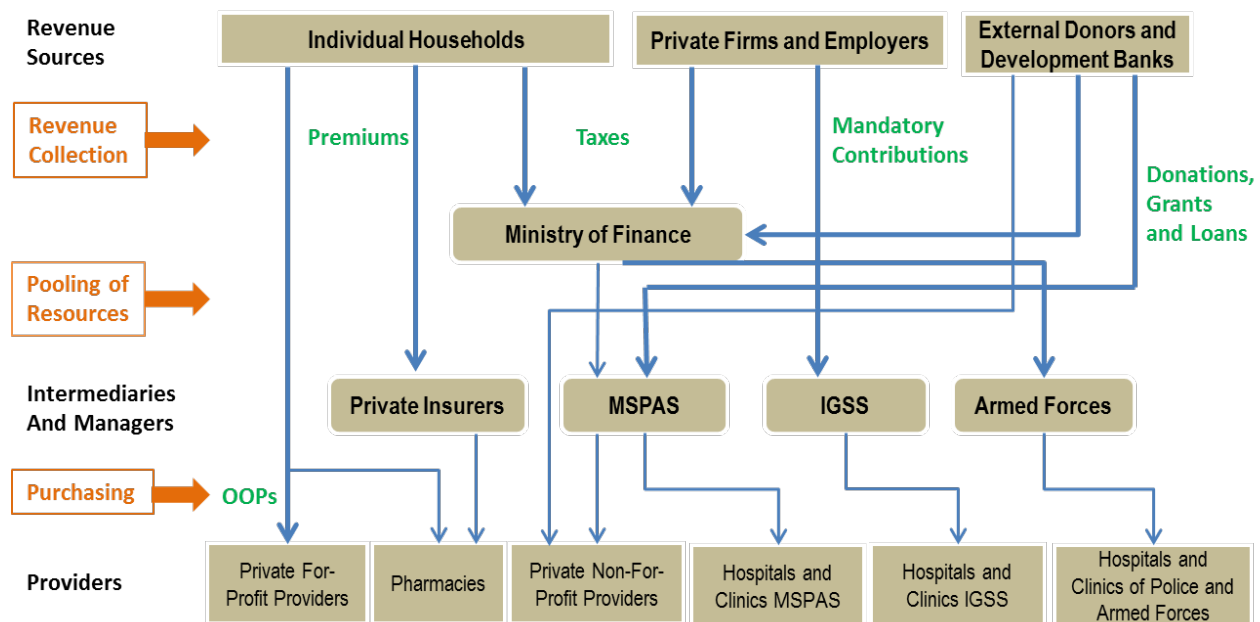 Revenue
Sources
Individual Households
Private Firms and Employers
External Donors and
Development Banks
Revenue
Collection
Premiums
Taxes
Mandatory
Contributions
Donations,
Grants
and Loans
Ministry of Finance
Pooling of
Resources
Intermediaries
And Managers
Private Insurers
MSPAS
IGSS
Armed Forces
Purchasing
OOPs
Providers
Private For-
Profit Providers
Pharmacies
Private Non-For-
Profit Providers
Hospitals and
Clinics MSPAS
Hospitals and
Clinics IGSS
Hospitals and
Clinics of Police and
Armed Forces